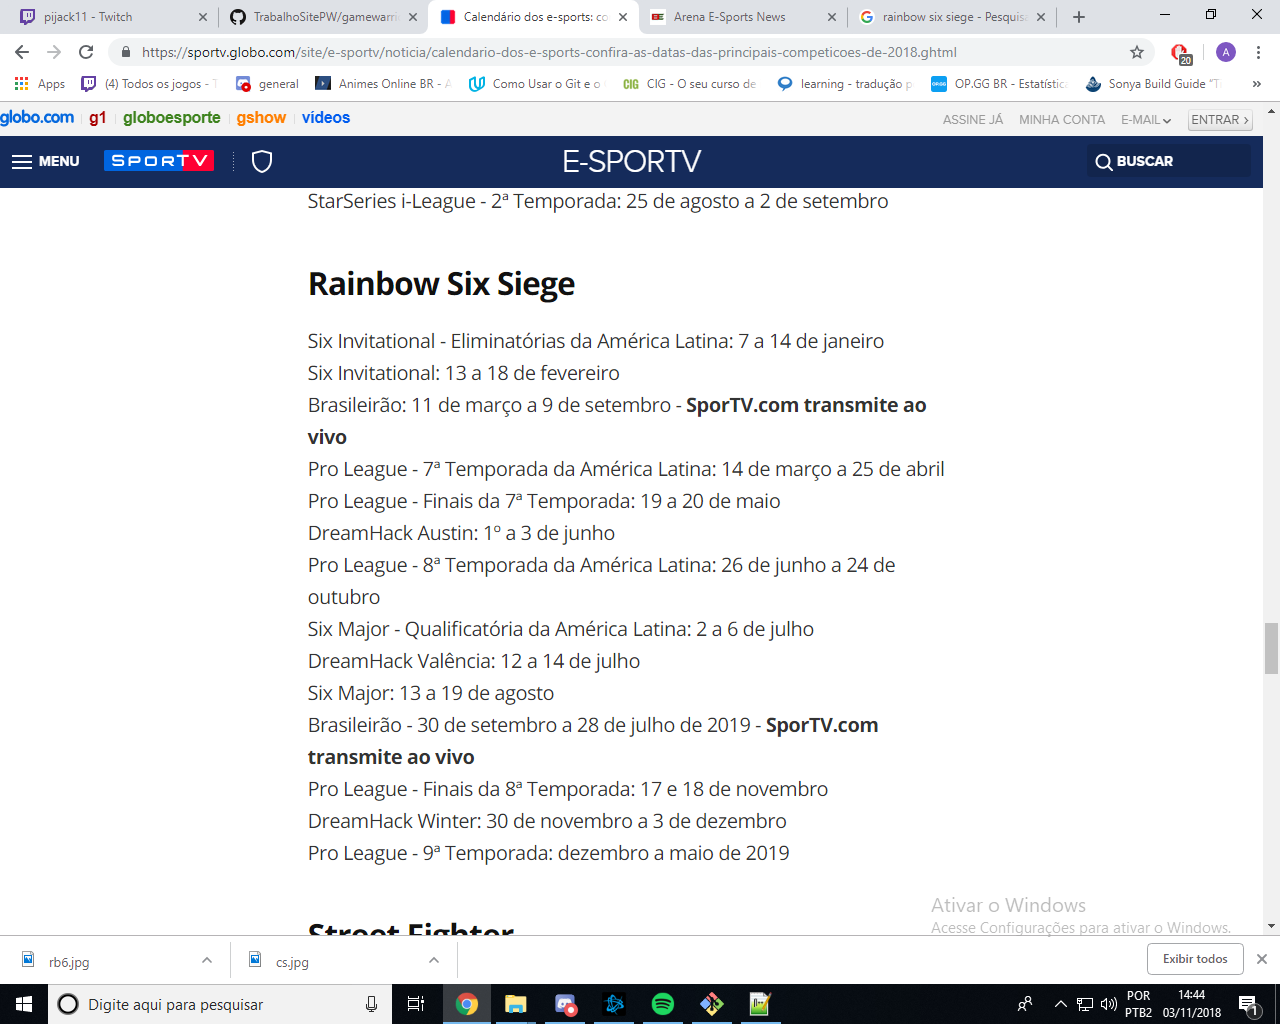 pijack11 - Twitch
TrabalhoSitePW/gamewarri
Calendário dos e-sports: co
Arena E-Sports News
rainbow six siege - Pesquisa
https://sportv.globo.com/site/e-sportv/noticia/calendario-dos-e-sports-confira-as-datas-das-principais-competicoes-de-2018.ghtml
20
A
Apps
(4) Todos os jogos - T
general
Animes Online BR - A
Como Usar o Git e o
CIG CIG - O seu curso de
learning - tradução p
OP.GG OP.GG BR - Estatístic
Sonya Build Guide "T
»
globo.com g1 globoesporte gshow vídeos
ASSINE JÁ MINHA CONTA E-MAIL ENTRAR
MENU SPORTV E-SPORTV BUSCAR
StarSeries i-League - 2ª Temporada: 25 de agosto a 2 de setembro
Rainbow Six Siege
Six Invitational - Eliminatórias da América Latina: 7 a 14 de janeiro
Six Invitational: 13 a 18 de fevereiro
Brasileirão: 11 de março a 9 de setembro - SporTV.com transmite ao
vivo
Pro League - 7ª Temporada da América Latina: 14 de março a 25 de abril
Pro League - Finais da 7ª Temporada: 19 a 20 de maio
DreamHack Austin: 1º a 3 de junho
Pro League - 8ª Temporada da América Latina: 26 de junho a 24 de
outubro
Six Major - Qualificatória da América Latina: 2 a 6 de julho
DreamHack Valência: 12 a 14 de julho
Six Major: 13 a 19 de agosto
Brasileirão - 30 de setembro a 28 de julho de 2019 - SporTV.com
transmite ao vivo
Pro League - Finais da 8ª Temporada: 17 e 18 de novembro
DreamHack Winter: 30 de novembro a 3 de dezembro
Pro League - 9ª Temporada: dezembro a maio de 2019
Street Fighter
Ativar o Windows
Acesse Configurações para ativar o Windows.
rb6.jpg
cs.jpg
Exibir todos
Digite aqui para pesquisar
POR
PTB2
14:44
03/11/2018
1